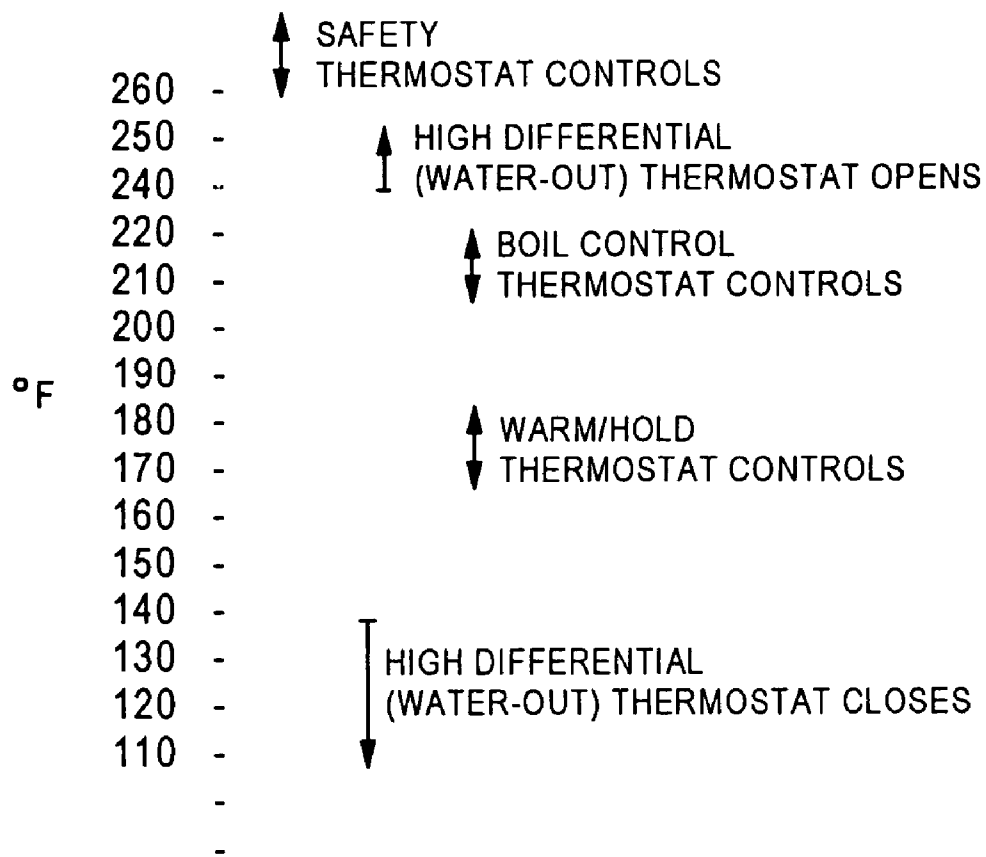 SAFETY
THERMOSTAT CONTROLS
260 -
250 - HIGH DIFFERENTIAL
240 - (WATER-OUT) THERMOSTAT OPENS
220 - BOIL CONTROL
210 - THERMOSTAT CONTROLS
200 -
190 -
°F
180 - WARM/HOLD
170 - THERMOSTAT CONTROLS
160 -
150 -
140 -
130 - HIGH DIFFERENTIAL
120 - (WATER-OUT) THERMOSTAT CLOSES
110 -
-
-